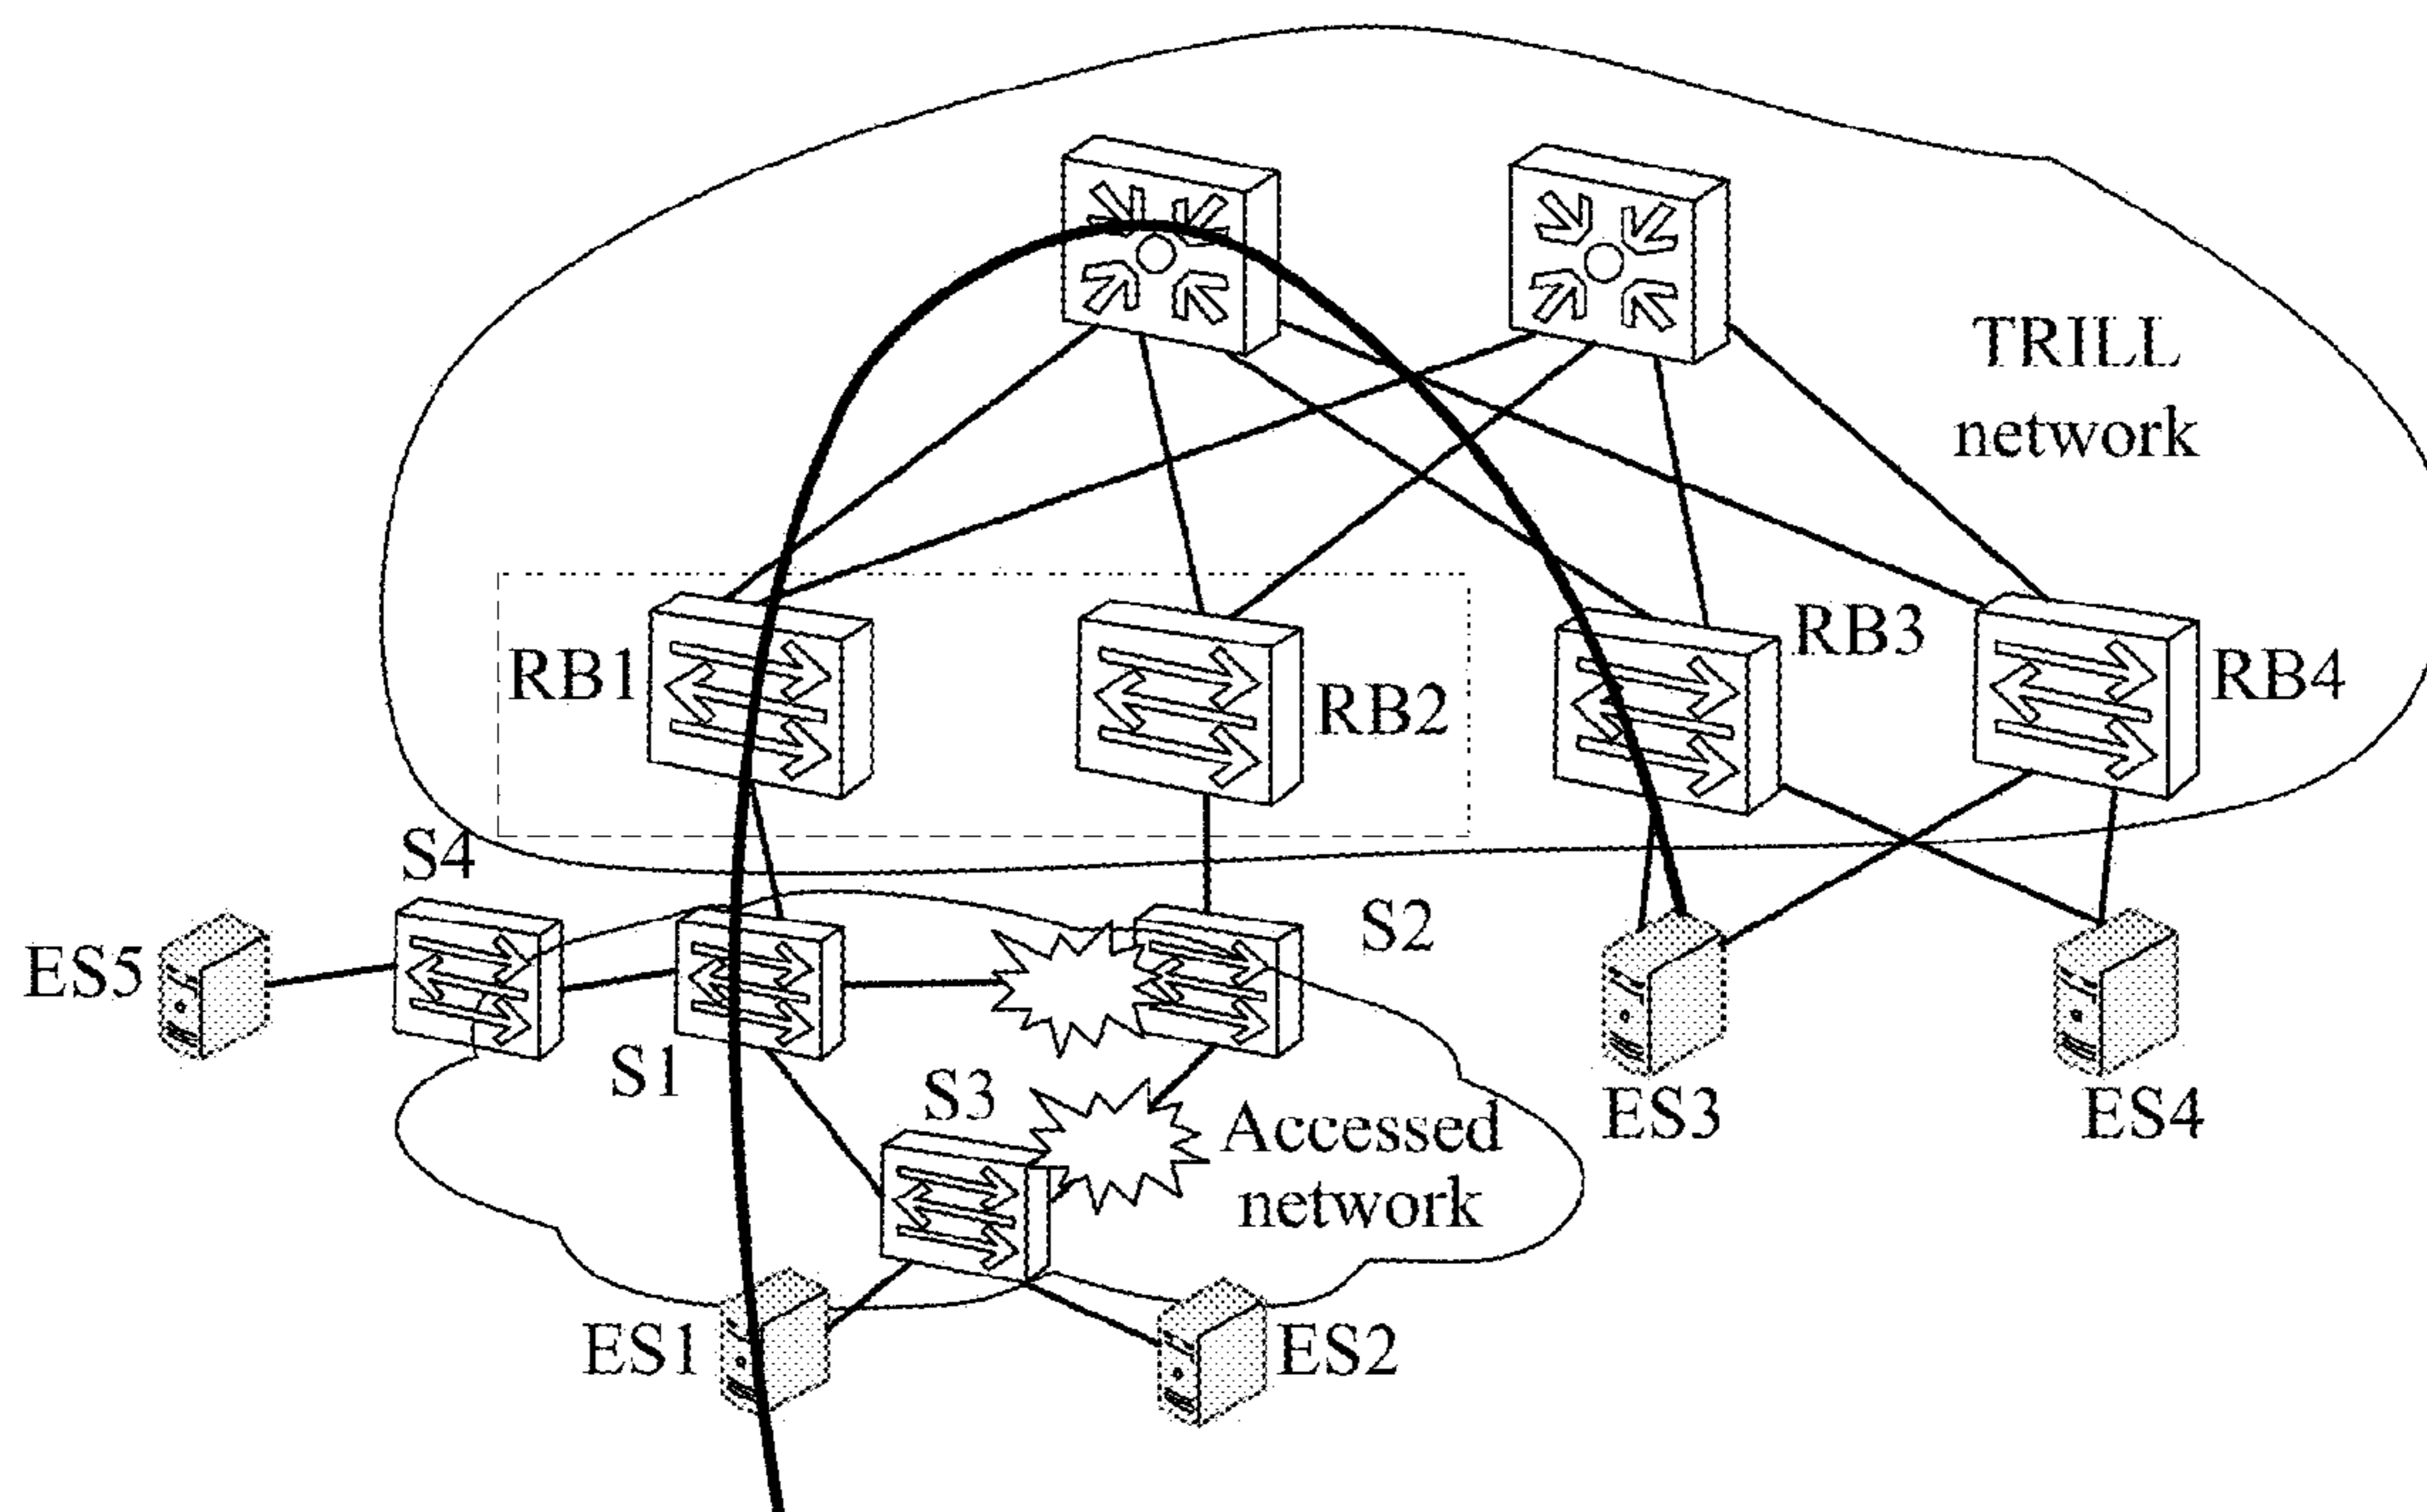 TRILL
network
RB1
RB2
RB3
RB4
S4
S2
ES5
S1
S3
Accessed
network
ES3
ES4
ES1
ES2